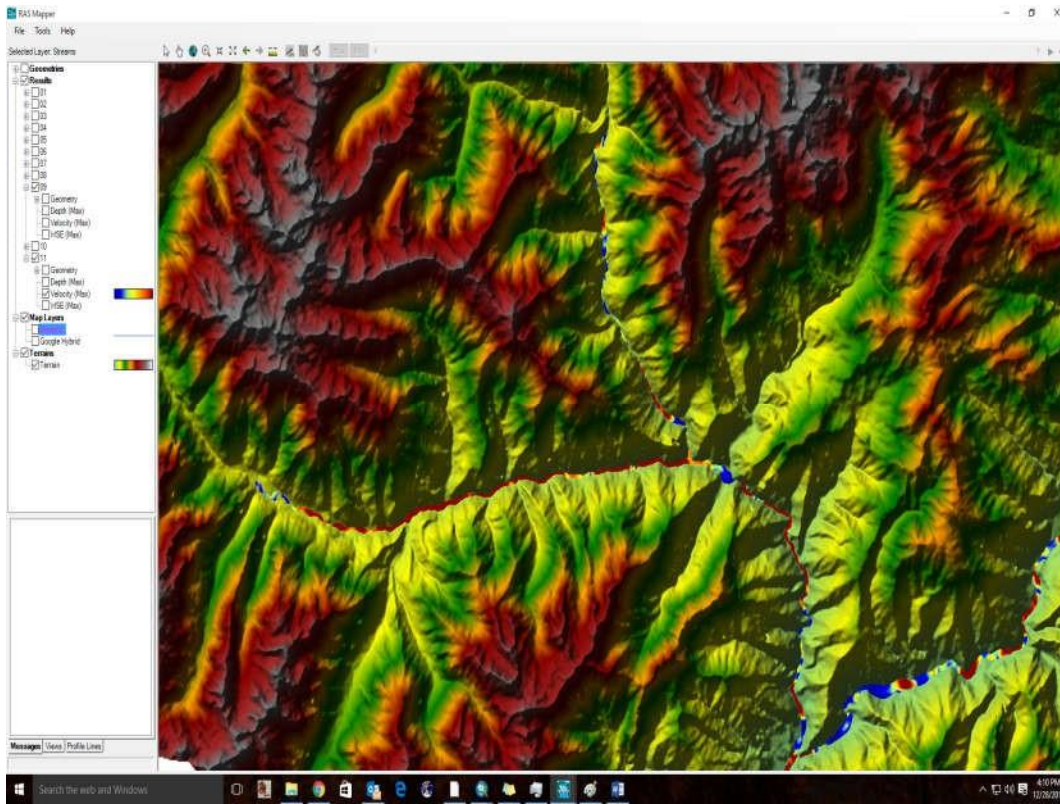 RAS Mapper
File Tools Help
Selected Layer: Streams
Geometries
Results
01
02
03
04
05
06
07
08
09
Geometry
Depth (Max)
Velocity (Max)
WSE (Max)
10
11
Geometry
Depth (Max)
Velocity (Max)
WSE (Max)
Map Layers
Google Hybrid
Terrains
Terrain
Messages Views Profile Lines
Search the web and Windows
4:10 PM